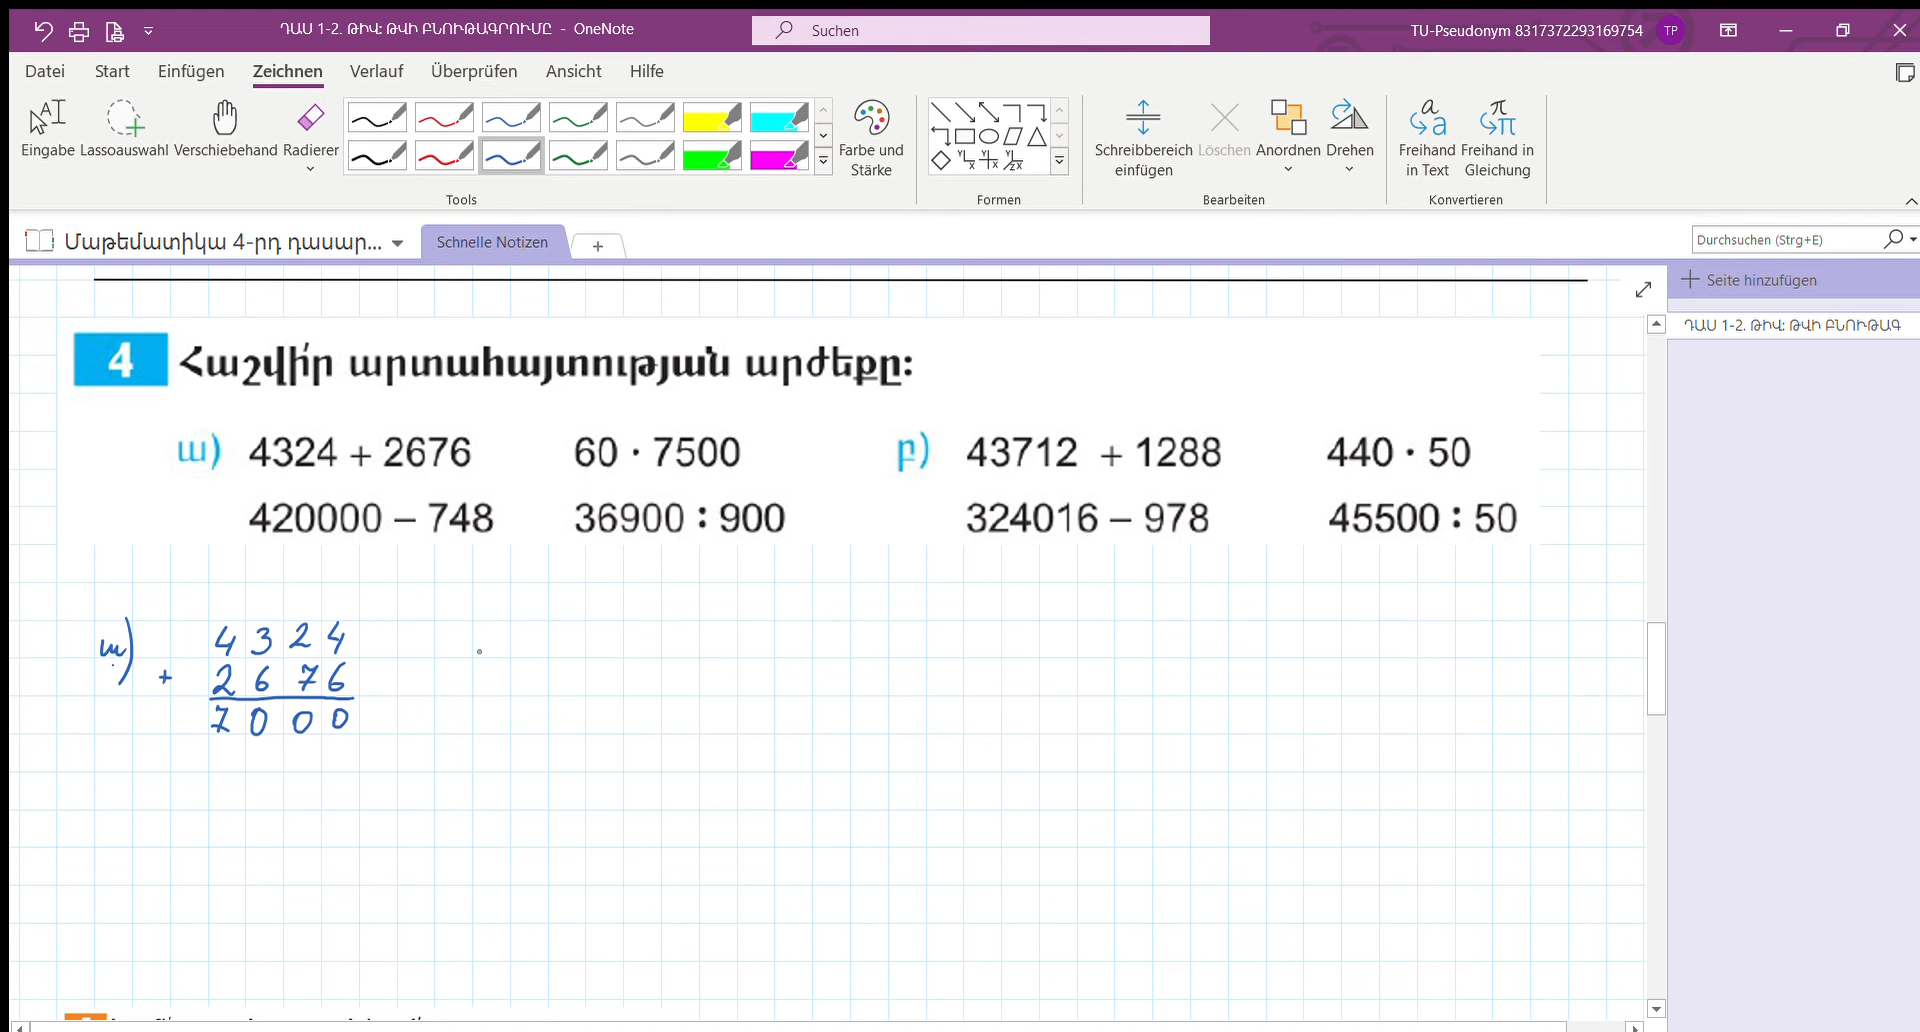 ԴԱՍ 1-2. ԹԻՎ: ԹՎԻ ԲՆՈՒԹԱԳՐՈՒՄԸ - OneNote
Suchen
TU-Pseudonym 8317372293169754
TP
Datei Start Einfügen Zeichnen Verlauf Überprüfen Ansicht Hilfe
Eingabe Lassoauswahl Verschiebehand Radierer
Farbe und Stärke
Schreibbereich einfügen
Löschen Anordnen Drehen
Freihand in Text
Freihand in Gleichung
Tools Formen Bearbeiten Konvertieren
Մաթեմատիկա 4-րդ դասար...
Schnelle Notizen
Durchsuchen (Strg+E)
Seite hinzufügen
ԴԱՍ 1-2. ԹԻՎ: ԹՎԻ ԲՆՈՒԹԱԳ
4 Հաշվի՛ր արտահայտության արժեքը:
ա) 4324 + 2676 60 · 7500 բ) 43712 + 1288 440 · 50
420000 – 748 36900 : 900 324016 – 978 45500 : 50
ա) 4324
+ 2676
7000